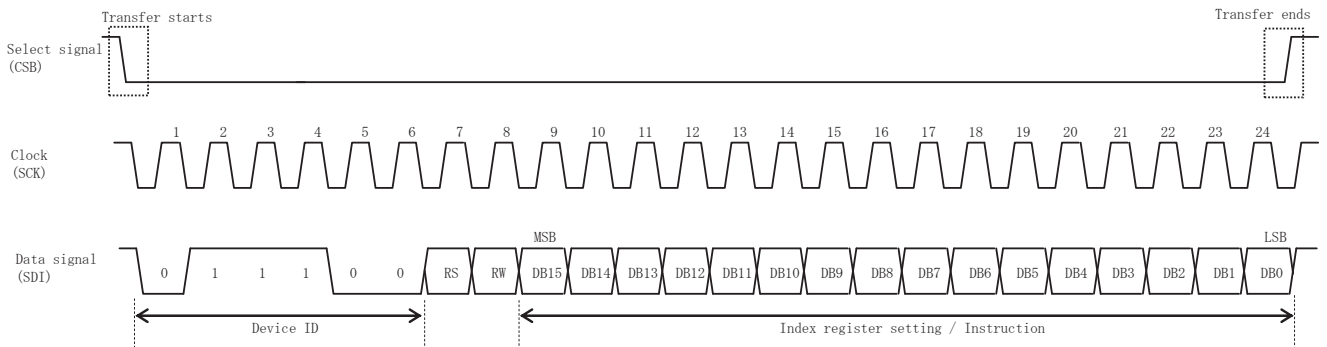 Transfer starts
Transfer ends
Select signal
(CSB)
1 2 3 4 5 6 7 8 9 10 11 12 13 14 15 16 17 18 19 20 21 22 23 24
Clock
(SCK)
MSB
LSB
Data signal
(SDI)
0 1 1 1 0 0 RS RW DB15 DB14 DB13 DB12 DB11 DB10 DB9 DB8 DB7 DB6 DB5 DB4 DB3 DB2 DB1 DB0
Device ID
Index register setting / Instruction